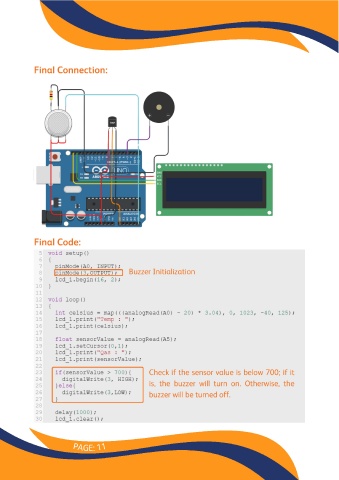 Final Connection:
UNO
ARDUINO
Final Code:
5 void setup()
6 {
7 pinMode(A0, INPUT);
8 pinMode(3,OUTPUT); Buzzer Initialization
9 lcd_1.begin(16, 2);
10 }
11
12 void loop()
13 {
14 int celsius = map(((analogRead(A0) - 20) * 3.04), 0, 1023, -40, 125);
15 lcd_1.print("Temp : ");
16 lcd_1.print(celsius);
17
18 float sensorValue = analogRead(A5);
19 lcd_1.setCursor(0,1);
20 lcd_1.print("Gas : ");
21 lcd_1.print(sensorValue);
22
23 if(sensorValue > 700){ Check if the sensor value is below 700; if it
24 digitalWrite(3, HIGH); is, the buzzer will turn on. Otherwise, the
25 }else{ buzzer will be turned off.
26 digitalWrite(3,LOW);
27 }
28
29 delay(1000);
30 lcd_1.clear();
PAGE: 11